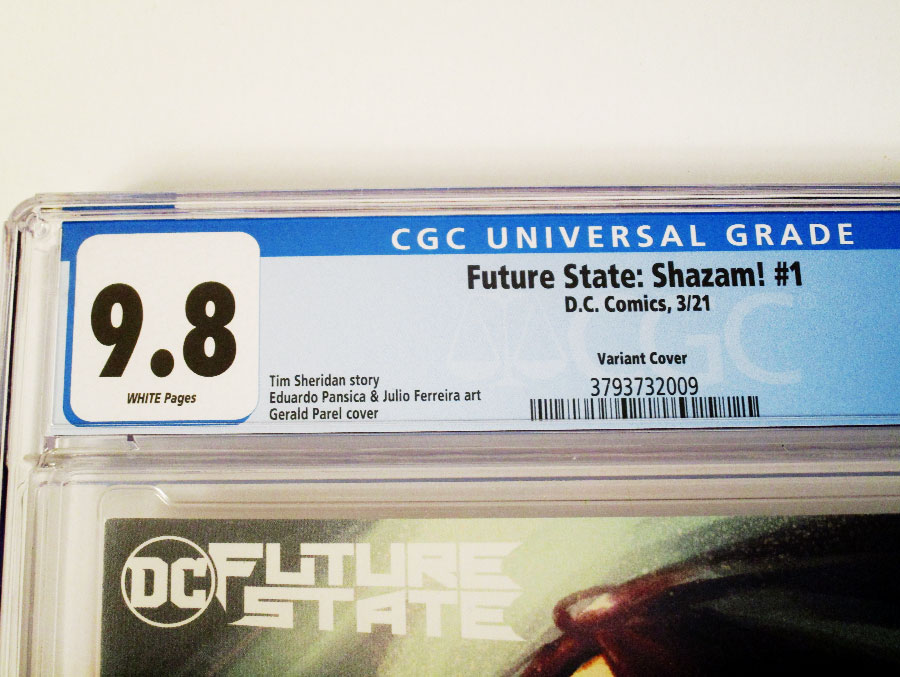 CGC UNIVERSAL GRADE
9.8
WHITE Pages
Future State: Shazam! #1
D.C. Comics, 3/21
CGC
Variant Cover
3793732009
Tim Sheridan story
Eduardo Pansica & Julio Ferreira art
Gerald Parel cover
DC
FUTURE
STATE